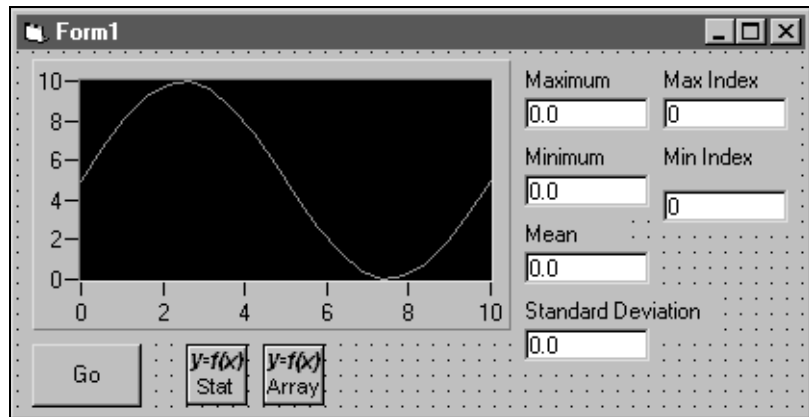 Form1
10
8
6
4
2
0
0 2 4 6 8 10
Maximum Max Index
0.0 0
Minimum Min Index
0.0 0
Mean
0.0
Standard Deviation
0.0
Go
y=f(x)
Stat
y=f(x)
Array